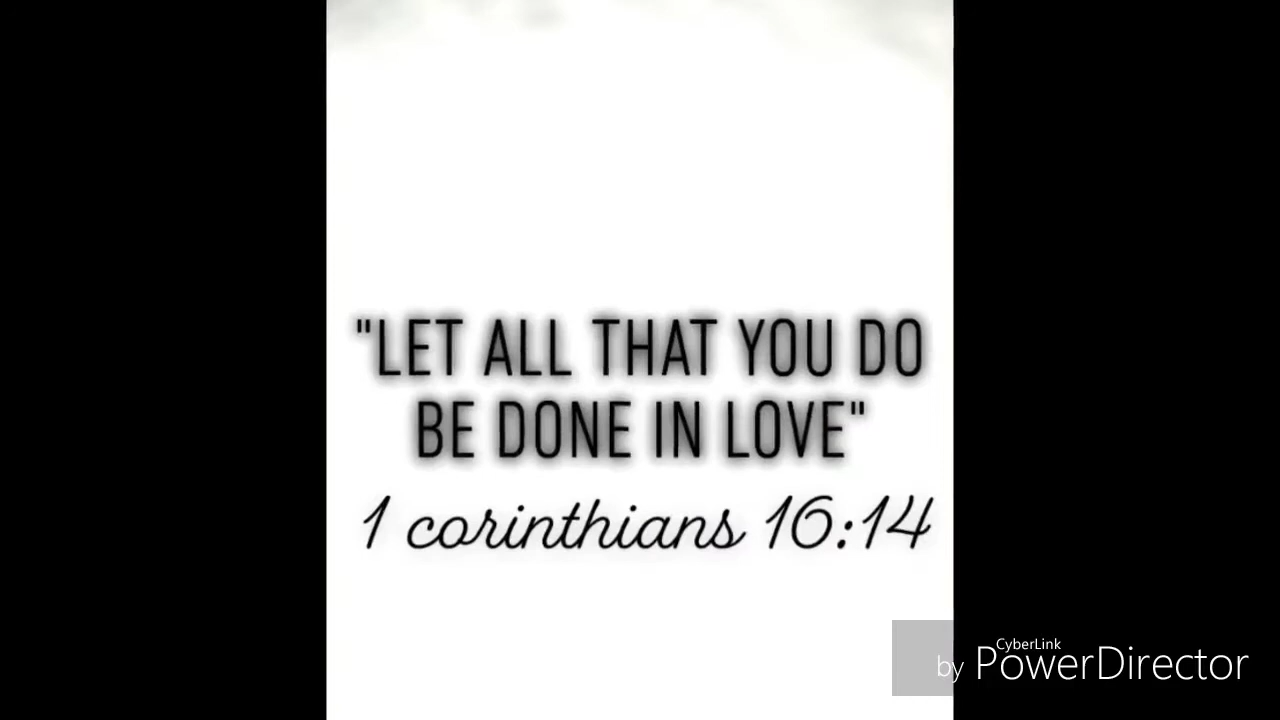 "LET ALL THAT YOU DO
BE DONE IN LOVE"
1 corinthians 16:14
CyberLink
by PowerDirector